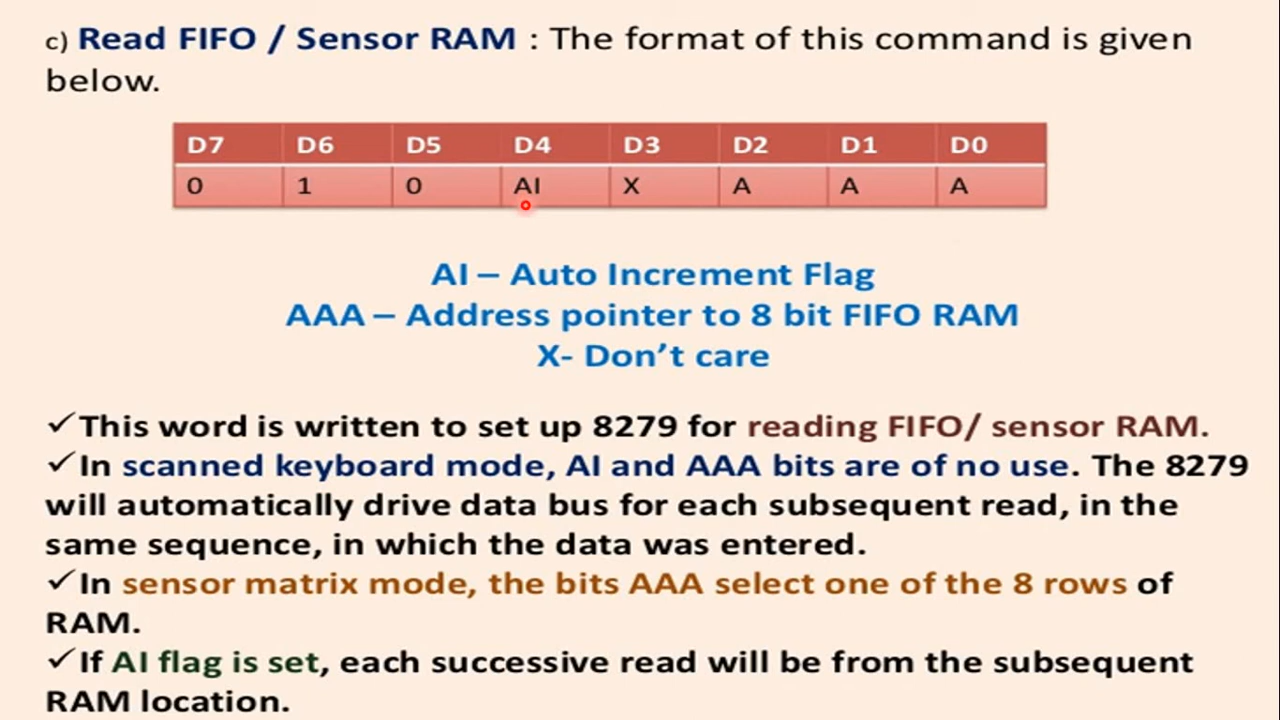 c) Read FIFO / Sensor RAM : The format of this command is given
below.
D7 D6 D5 D4 D3 D2 D1 D0
0 1 0 AI X A A A
AI – Auto Increment Flag
AAA – Address pointer to 8 bit FIFO RAM
X- Don’t care
✓This word is written to set up 8279 for reading FIFO/ sensor RAM.
✓In scanned keyboard mode, AI and AAA bits are of no use. The 8279
will automatically drive data bus for each subsequent read, in the
same sequence, in which the data was entered.
✓In sensor matrix mode, the bits AAA select one of the 8 rows of
RAM.
✓If AI flag is set, each successive read will be from the subsequent
RAM location.